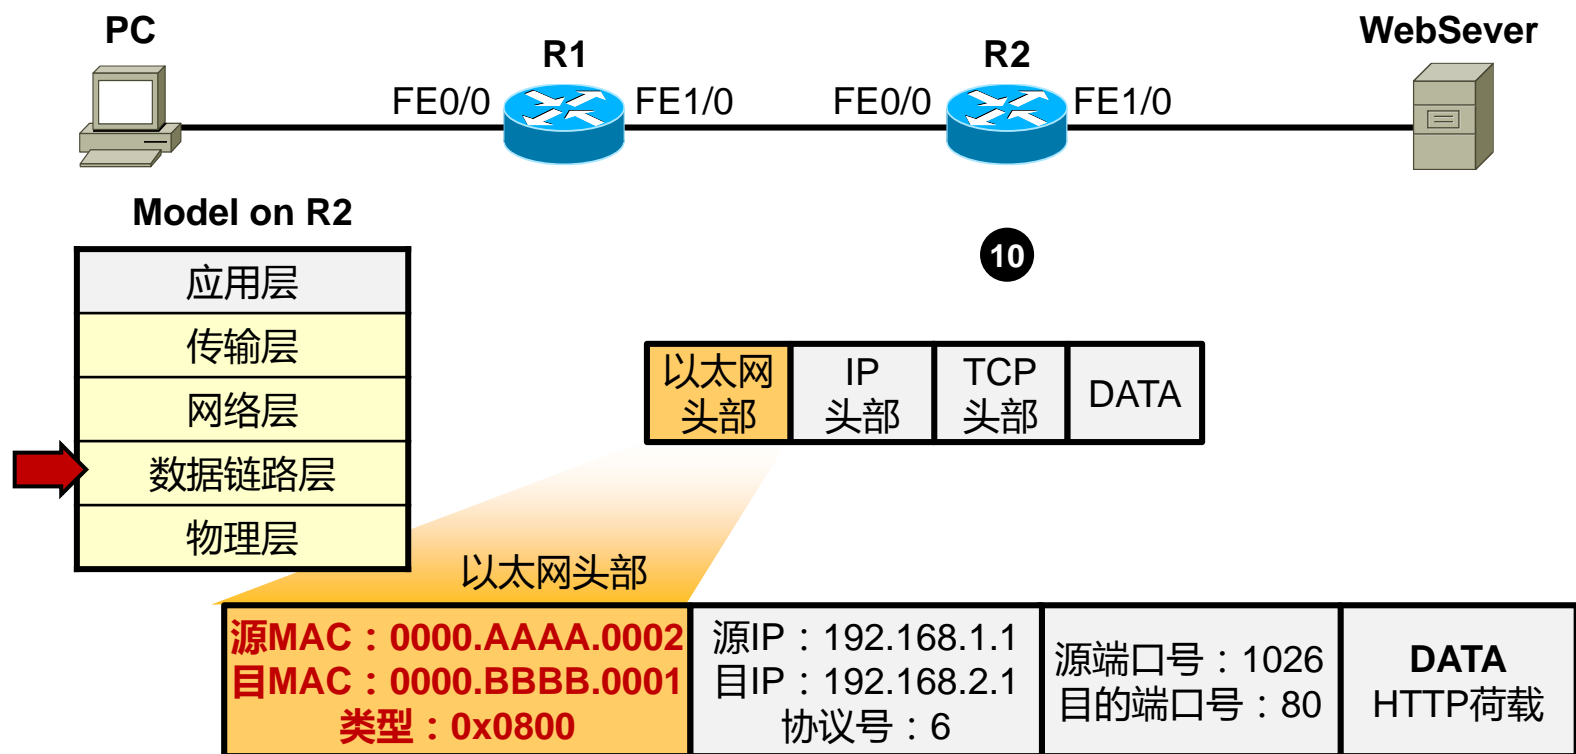 PC
R1
R2
WebSever
FE0/0
FE1/0
FE0/0
FE1/0
Model on R2
10
应用层
传输层
网络层
数据链路层
物理层
以太网
头部
IP
头部
TCP
头部
DATA
以太网头部
源MAC：0000.AAAA.0002
目MAC：0000.BBBB.0001
类型：0x0800
源IP：192.168.1.1
目IP：192.168.2.1
协议号：6
源端口号：1026
目的端口号：80
DATA
HTTP荷载